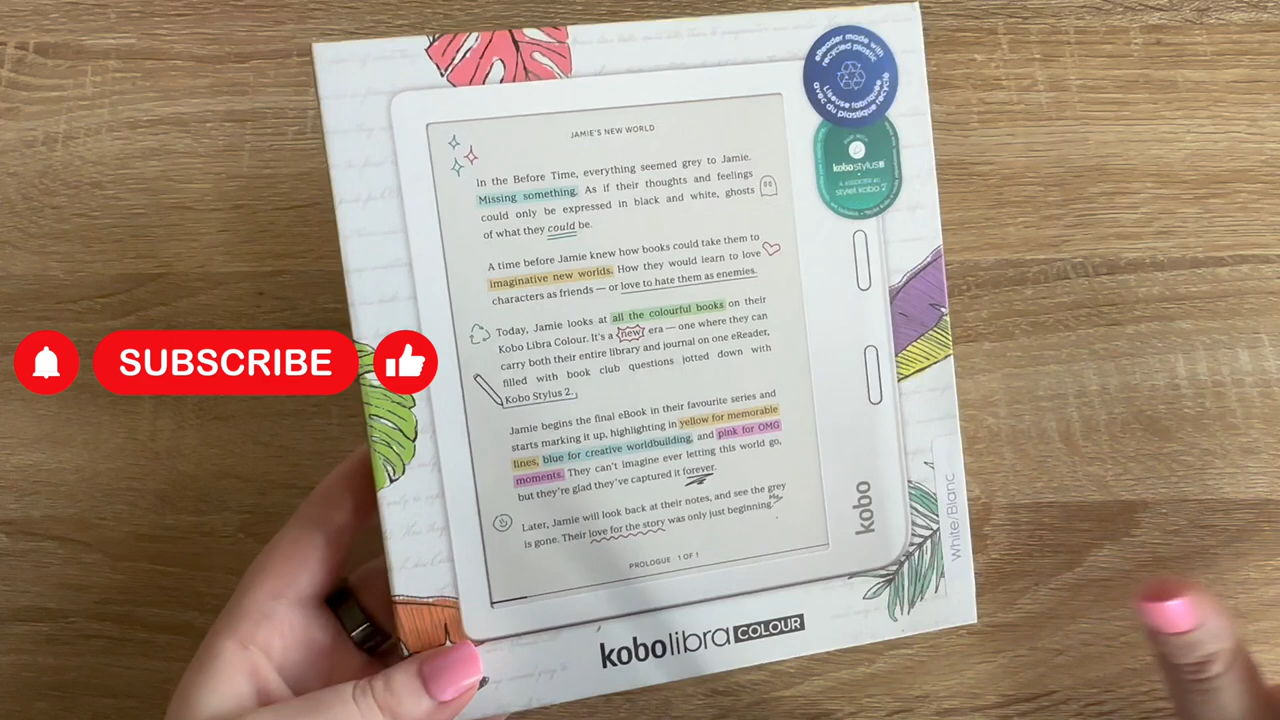 eReader made with
recycled plastic
Liseuse fabriquée
avec du plastique recyclé
kobo stylus 2
stylet kobo 2
JAMIE'S NEW WORLD
In the Before Time, everything seemed grey to Jamie.
Missing something. As if their thoughts and feelings
could only be expressed in black and white, ghosts
of what they could be.
A time before Jamie knew how books could take them to
imaginative new worlds. How they would learn to love
characters as friends — or love to hate them as enemies.
Today, Jamie looks at all the colourful books on their
Kobo Libra Colour. It's a new era — one where they can
carry both their entire library and journal on one eReader,
filled with book club questions jotted down with
Kobo Stylus 2.
Jamie begins the final eBook in their favourite series and
starts marking it up, highlighting in yellow for memorable
lines, blue for creative worldbuilding, and pink for OMG
moments. They can't imagine ever letting this world go,
but they're glad they've captured it forever.
Later, Jamie will look back at their notes, and see the grey
is gone. Their love for the story was only just beginning.
Me
PROLOGUE 1 OF 1
kobo
White/Blanc
kobo libra COLOUR
SUBSCRIBE